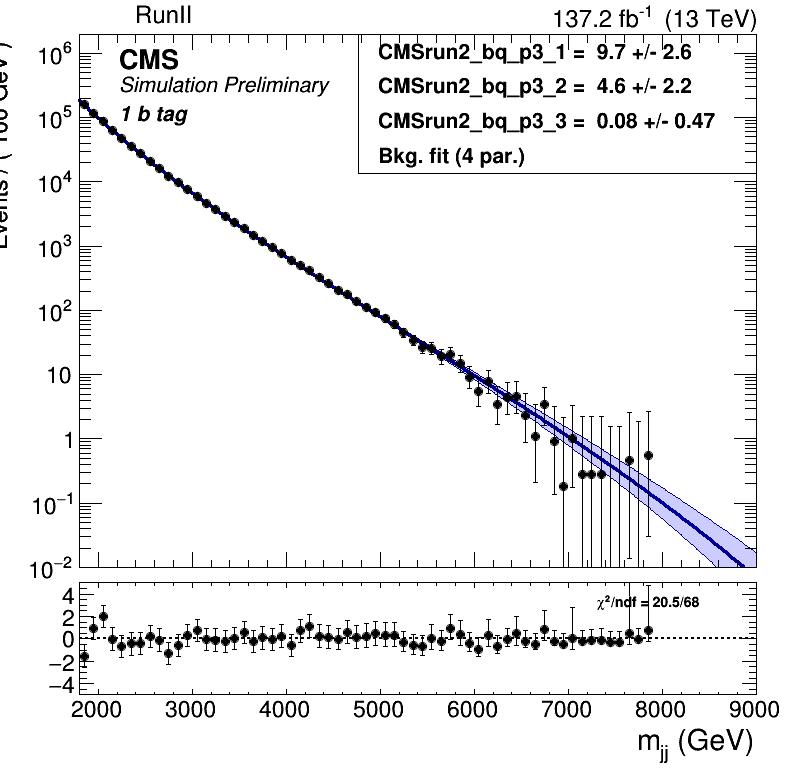 RunII
137.2 fb⁻¹ (13 TeV)
CMS
Simulation Preliminary
1 b tag
CMSrun2_bq_p3_1 = 9.7 +/- 2.6
CMSrun2_bq_p3_2 = 4.6 +/- 2.2
CMSrun2_bq_p3_3 = 0.08 +/- 0.47
Bkg. fit (4 par.)
10⁶
10⁵
10⁴
10³
10²
10
1
10⁻¹
10⁻²
χ²/ndf = 20.5/68
4
2
0
−2
−4
2000 3000 4000 5000 6000 7000 8000 9000
m_jj (GeV)